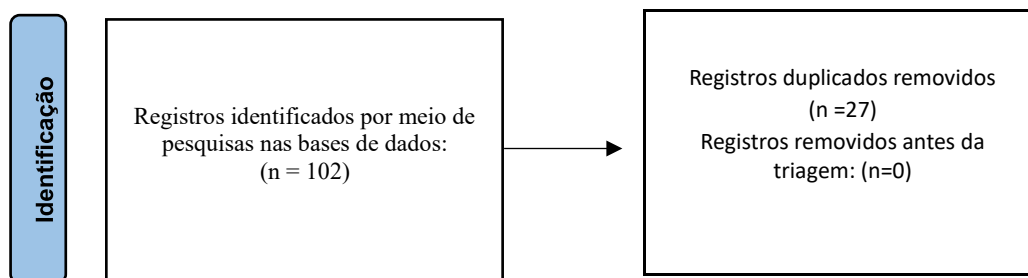 Identificação
Registros identificados por meio de
pesquisas nas bases de dados:
(n = 102)
Registros duplicados removidos
(n =27)
Registros removidos antes da
triagem: (n=0)